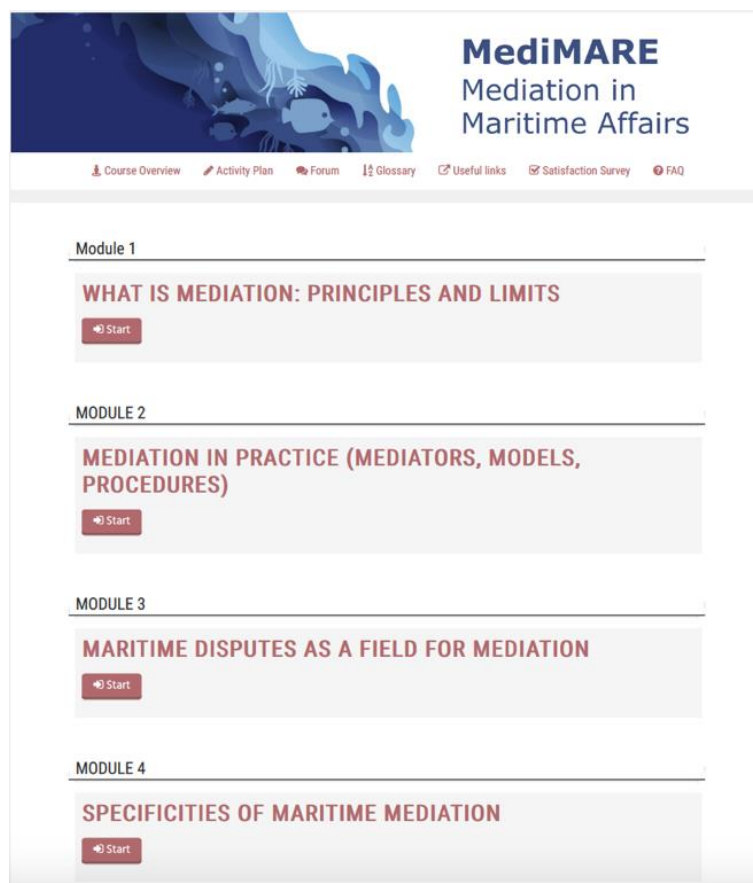 MediMARE
Mediation in
Maritime Affairs
Course Overview Activity Plan Forum Glossary Useful links Satisfaction Survey FAQ
Module 1
WHAT IS MEDIATION: PRINCIPLES AND LIMITS
Start
MODULE 2
MEDIATION IN PRACTICE (MEDIATORS, MODELS,
PROCEDURES)
Start
MODULE 3
MARITIME DISPUTES AS A FIELD FOR MEDIATION
Start
MODULE 4
SPECIFICITIES OF MARITIME MEDIATION
Start